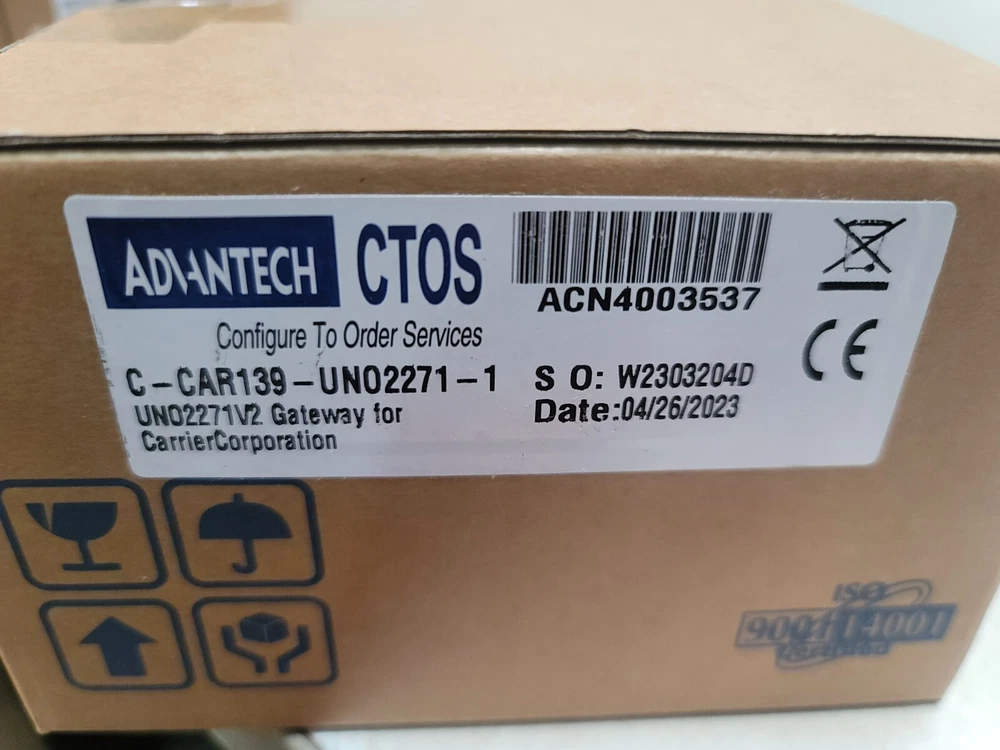 ADVANTECH CTOS
Configure To Order Services
ACN4003537
CE
C-CAR139-UNO2271-1
UNO2271V2 Gateway for
CarrierCorporation
S O: W2303204D
Date:04/26/2023
ISO
9001 14001
Certified